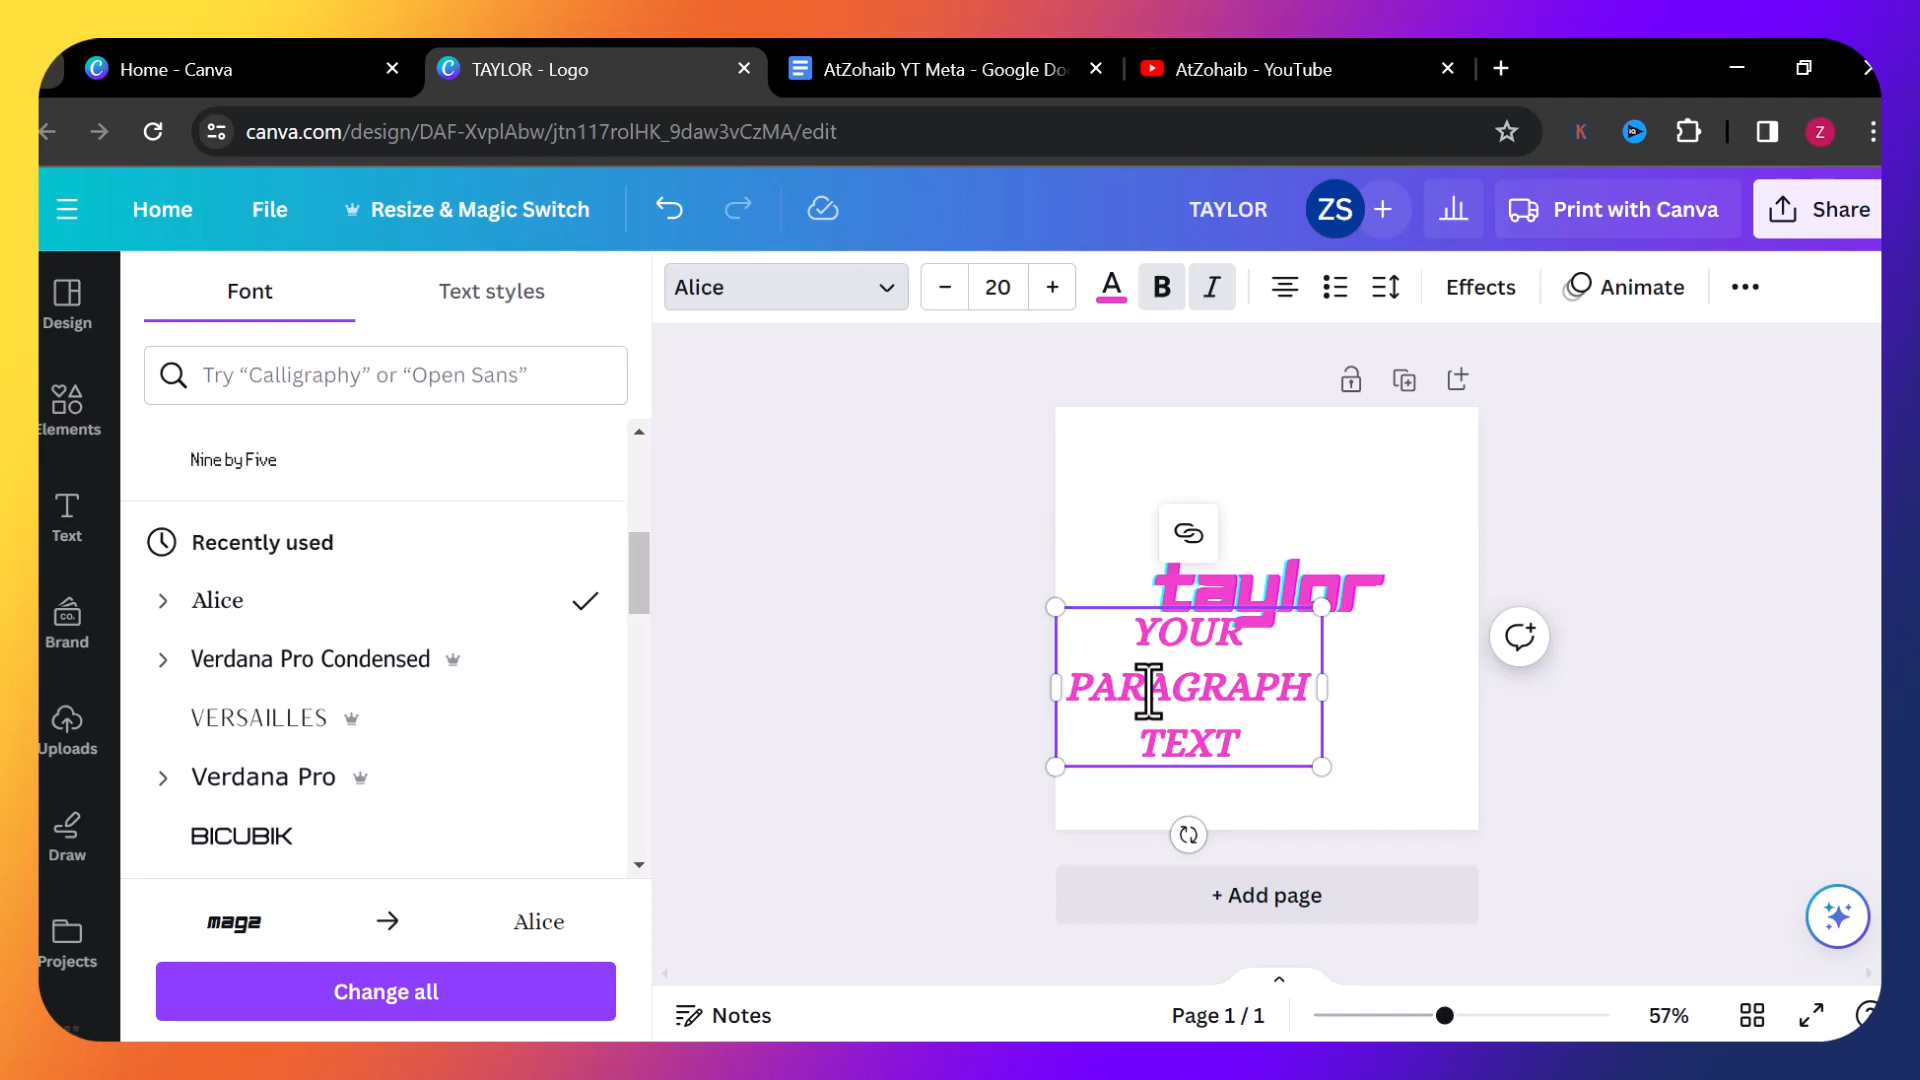 Home - Canva
TAYLOR - Logo
AtZohaib YT Meta - Google Do
AtZohaib - YouTube
canva.com/design/DAF-XvplAbw/jtn117rolHK_9daw3vCzMA/edit
K
Z
Home
File
Resize & Magic Switch
TAYLOR
ZS
Print with Canva
Share
Design
Elements
Text
Brand
Uploads
Draw
Projects
co.
Font
Text styles
Try “Calligraphy” or “Open Sans”
Nine by Five
Recently used
Alice
Verdana Pro Condensed
VERSAILLES
Verdana Pro
BICUBIK
magz
Alice
Change all
Alice
20
A
B
I
Effects
Animate
taylor
YOUR
PARAGRAPH
TEXT
+ Add page
Notes
Page 1 / 1
57%